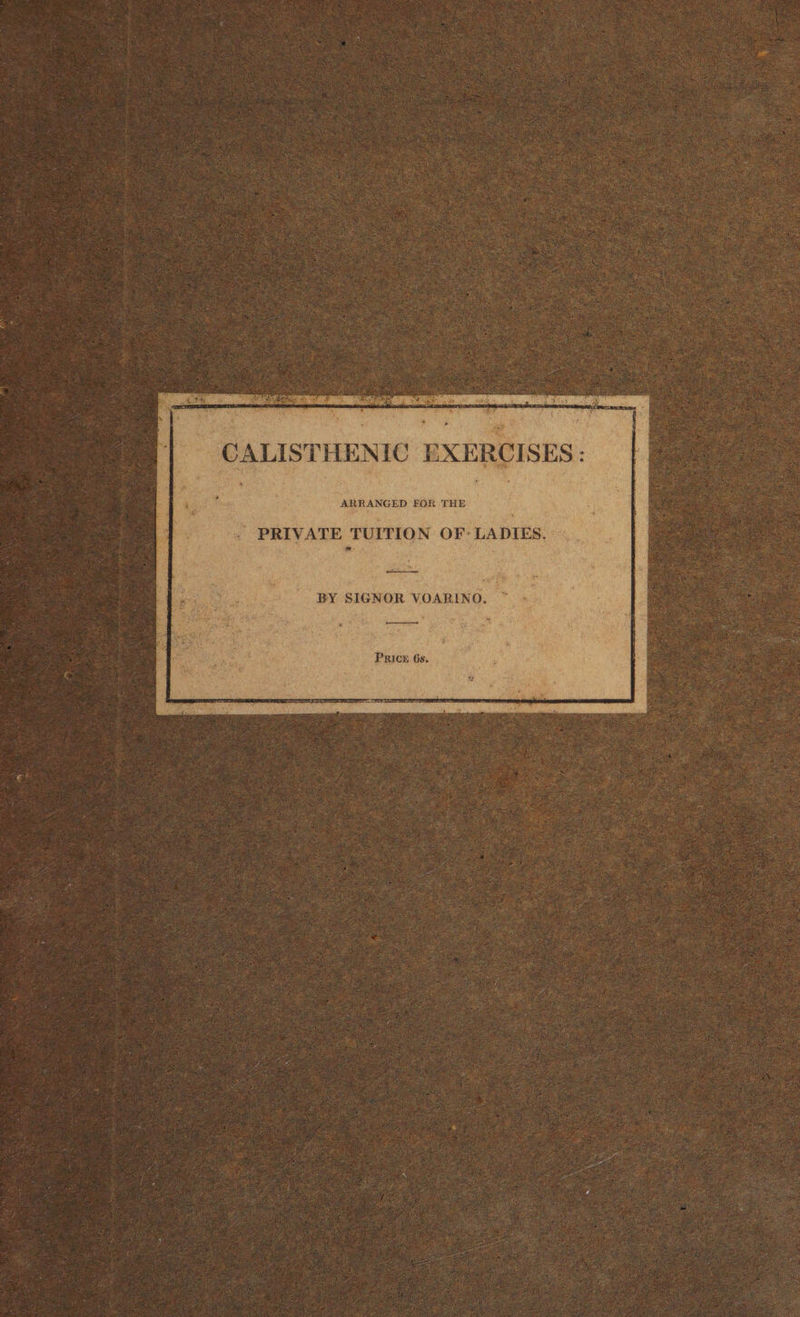 CALISTHENIC EXERCISES:
ARRANGED FOR THE
PRIVATE TUITION OF LADIES.
BY SIGNOR VOARINO.
PRICE 6s.